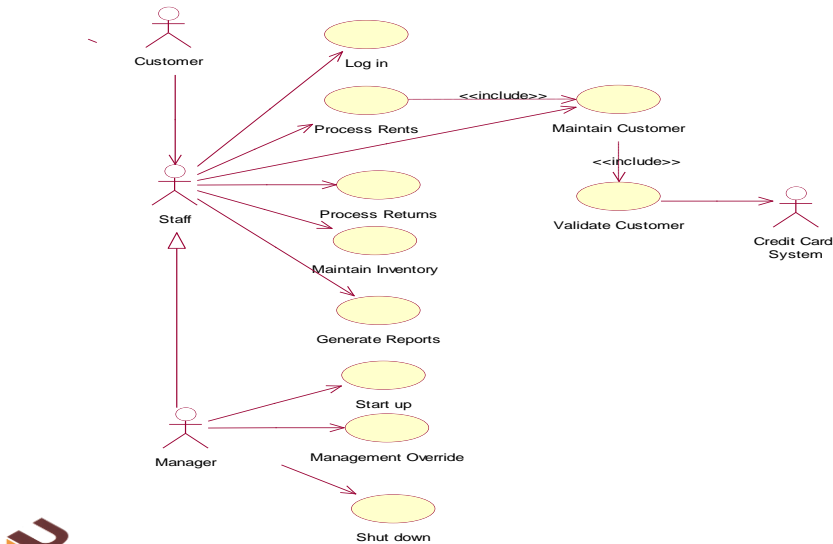 Customer
Log in
Process Rents
<<include>>
Maintain Customer
<<include>>
Staff
Process Returns
Validate Customer
Credit Card
System
Maintain Inventory
Generate Reports
Start up
Manager
Management Override
Shut down